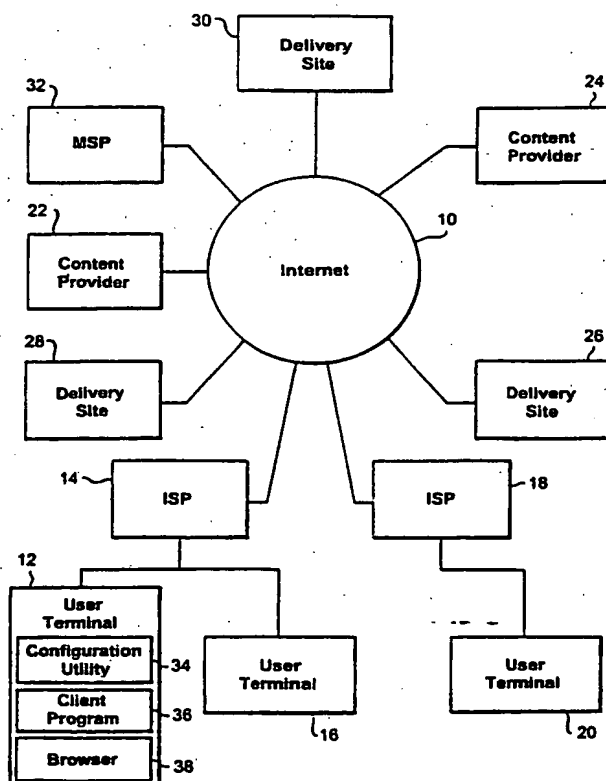 30
Delivery
Site
32
MSP
24
Content
Provider
22
Content
Provider
10
Internet
28
Delivery
Site
26
Delivery
Site
14
ISP
18
ISP
12
User
Terminal
Configuration
Utility
34
Client
Program
36
Browser
38
User
Terminal
16
User
Terminal
20